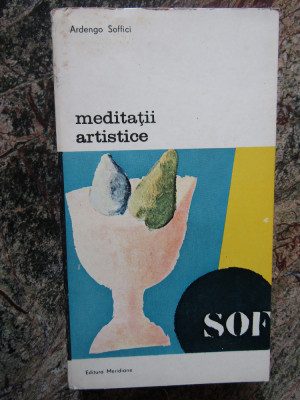 Ardengo Soffici
meditații
artistice
SOF
Editura Meridiane